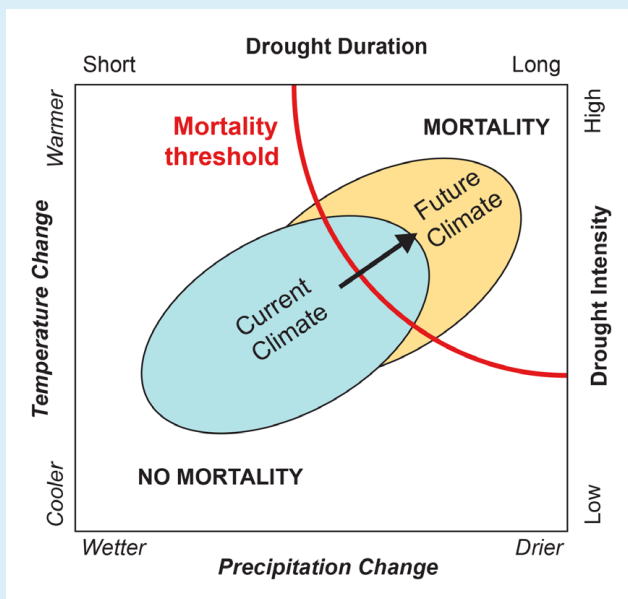 Drought Duration
Short
Long
Warmer
High
Mortality
threshold
MORTALITY
Future
Climate
Current
Climate
Temperature Change
Drought Intensity
NO MORTALITY
Cooler
Low
Wetter
Drier
Precipitation Change